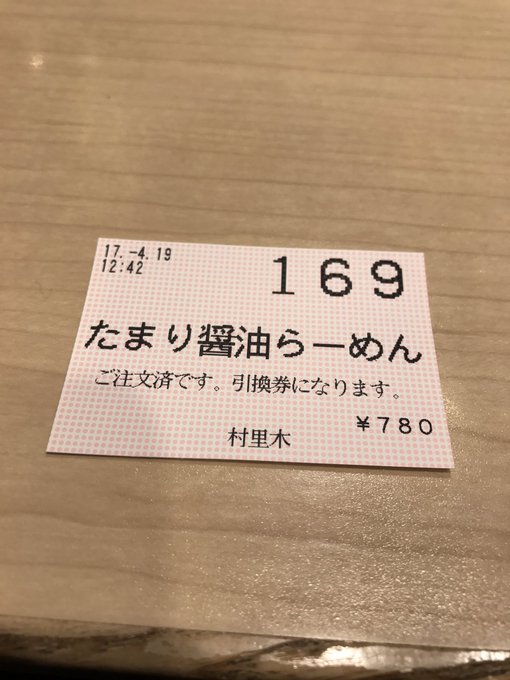 17.-4.19
12:42
169
たまり醤油らーめん
ご注文済です。引換券になります。
¥780
村里木